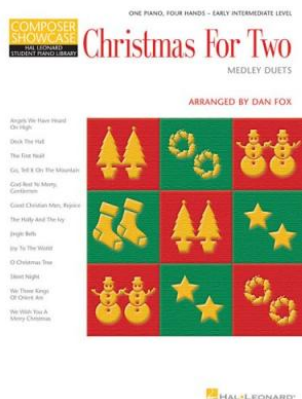 ONE PIANO, FOUR HANDS – EARLY INTERMEDIATE LEVEL
COMPOSER
SHOWCASE
HAL LEONARD
STUDENT PIANO LIBRARY
Christmas For Two
MEDLEY DUETS
ARRANGED BY DAN FOX
Angels We Have Heard
On High
Deck The Hall
The First Noël
Go, Tell It On The Mountain
God Rest Ye Merry,
Gentlemen
Good Christian Men, Rejoice
The Holly And The Ivy
Jingle Bells
Joy To The World
O Christmas Tree
Silent Night
We Three Kings
Of Orient Are
We Wish You A
Merry Christmas
HAL•LEONARD®